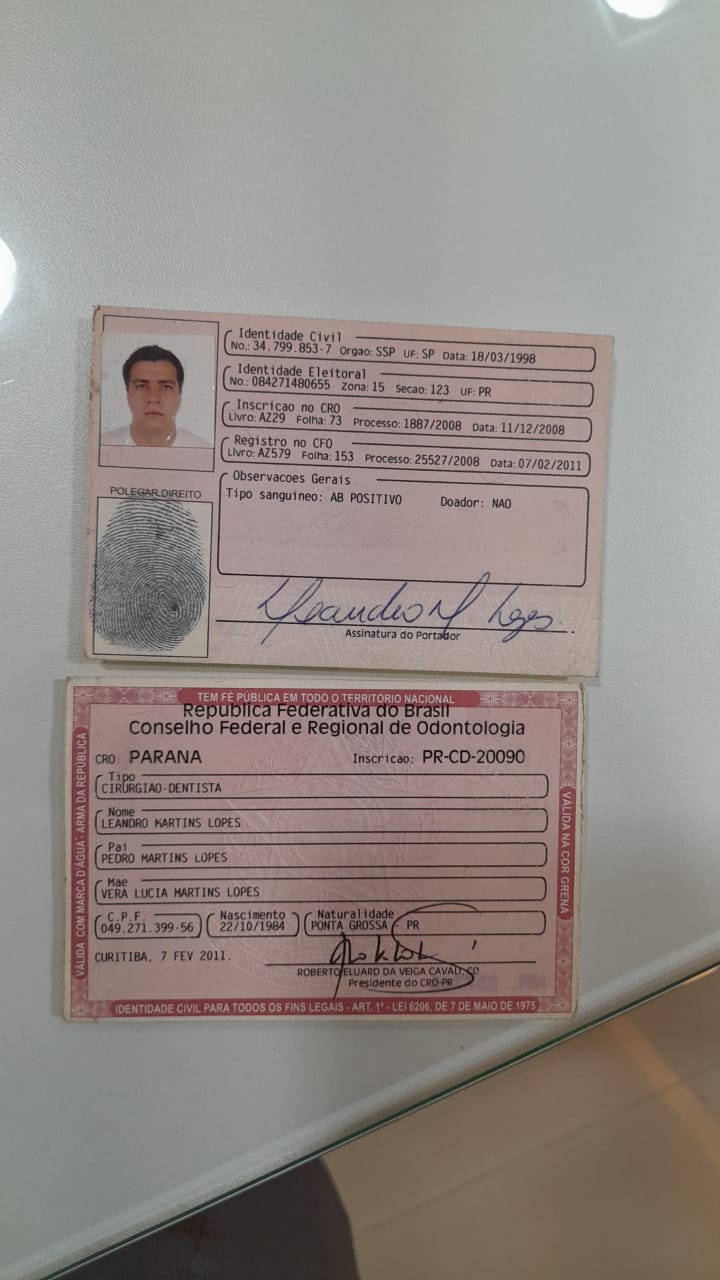 Identidade Civil
No.: 34.799.853-7 Orgao: SSP UF: SP Data: 18/03/1998
Identidade Eleitoral
No.: 084271480655 Zona: 15 Secao: 123 UF: PR
Inscricao no CRO
Livro: AZ29 Folha: 73 Processo: 1887/2008 Data: 11/12/2008
Registro no CFO
Livro: AZ579 Folha: 153 Processo: 25527/2008 Data: 07/02/2011
Observacoes Gerais
Tipo sanguineo: AB POSITIVO Doador: NAO
POLEGAR DIREITO
Leandro M Lopes
Assinatura do Portador
TEM FÉ PÚBLICA EM TODO O TERRITÓRIO NACIONAL
Republica Federativa do Brasil
Conselho Federal e Regional de Odontologia
CRO: PARANA Inscricao: PR-CD-20090
Tipo
CIRURGIAO-DENTISTA
Nome
LEANDRO MARTINS LOPES
Pai
PEDRO MARTINS LOPES
Mae
VERA LUCIA MARTINS LOPES
C.P.F. Nascimento Naturalidade
049.271.399-56 22/10/1984 PONTA GROSSA - PR
CURITIBA, 7 FEV 2011.
ROBERTO ELUARD DA VEIGA CAVALI, CD
Presidente do CRO-PR
IDENTIDADE CIVIL PARA TODOS OS FINS LEGAIS - ART. 1º - LEI 6206, DE 7 DE MAIO DE 1975
VÁLIDA COM MARCA D'ÁGUA - ARMA DA REPÚBLICA
VÁLIDA NA COR GRENÁ